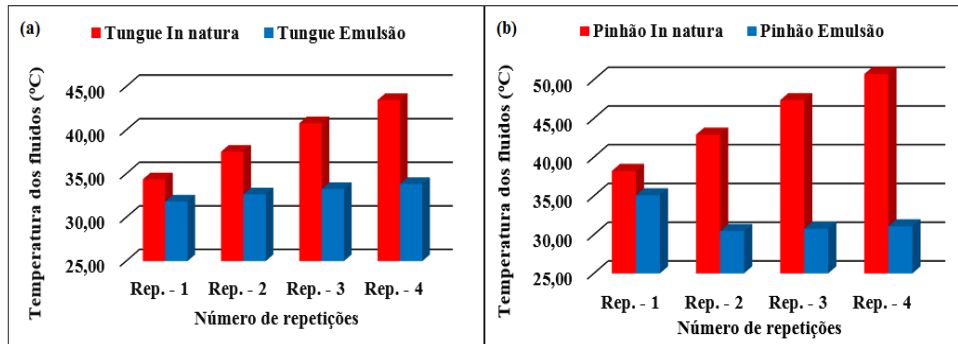 (a)
Tungue In natura
Tungue Emulsão
Temperatura dos fluídos (ºC)
45,00
40,00
35,00
30,00
25,00
Rep. - 1
Rep. - 2
Rep. - 3
Rep. - 4
Número de repetições
(b)
Pinhão In natura
Pinhão Emulsão
Temperatura dos fluídos (ºC)
50,00
45,00
40,00
35,00
30,00
25,00
Rep. - 1
Rep. - 2
Rep. - 3
Rep. - 4
Número de repetições